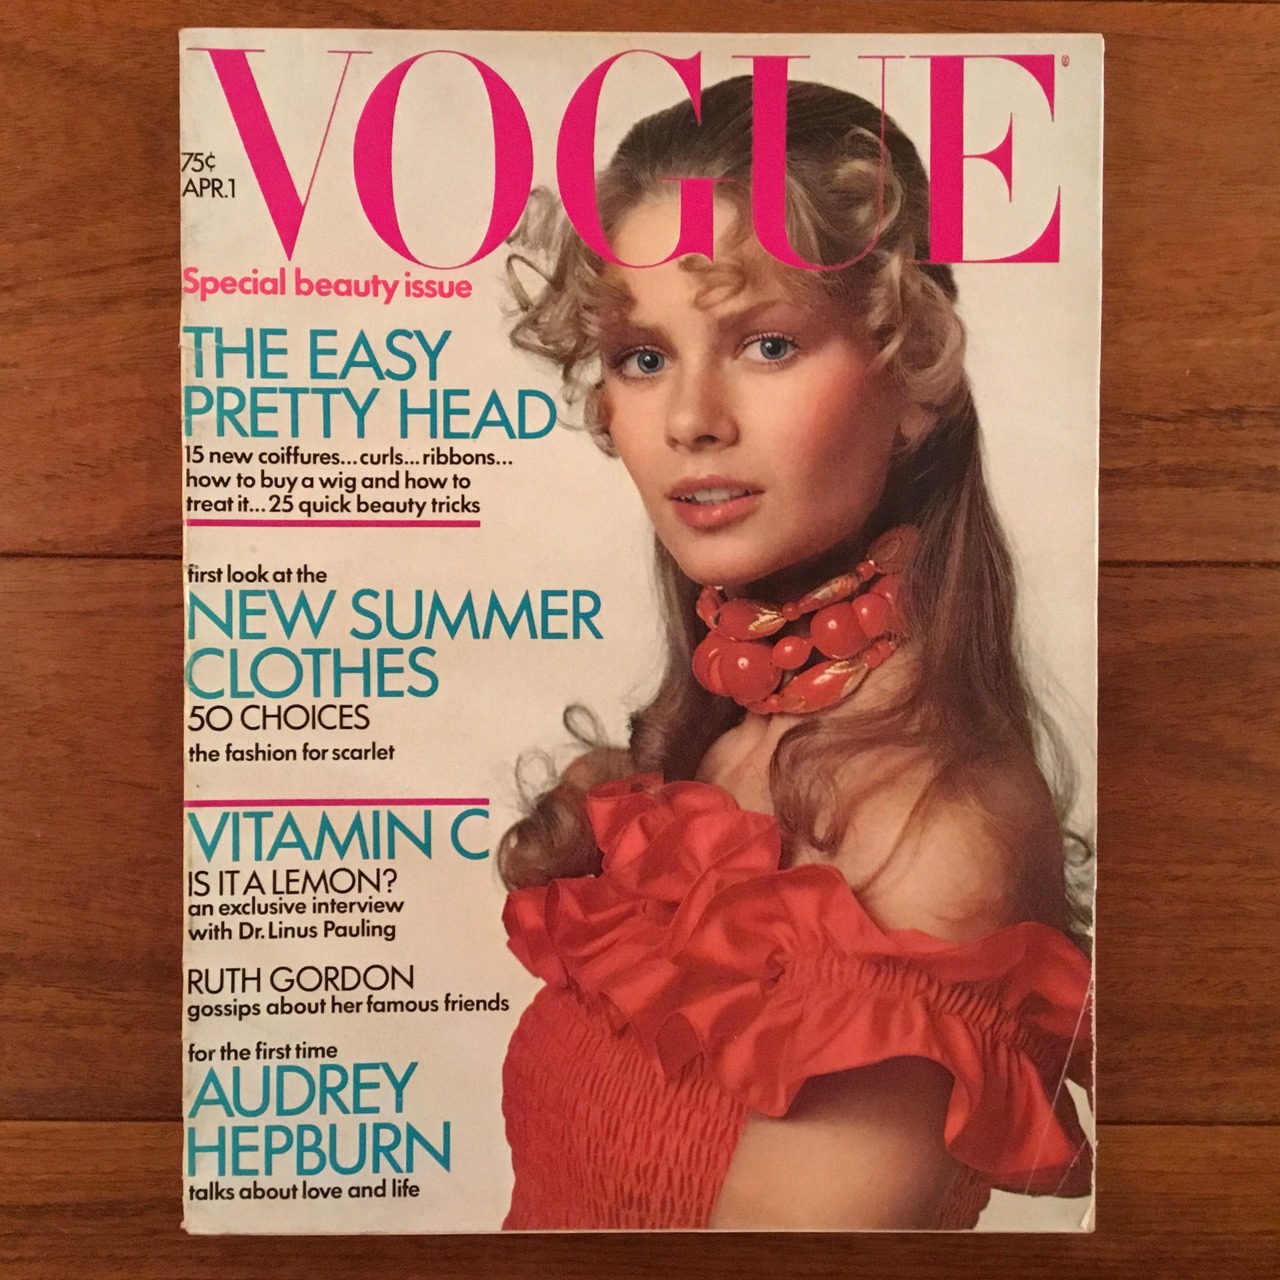 VOGUE®
75¢
APR.1
Special beauty issue
THE EASY
PRETTY HEAD
15 new coiffures...curls...ribbons...
how to buy a wig and how to
treat it...25 quick beauty tricks
first look at the
NEW SUMMER
CLOTHES
50 CHOICES
the fashion for scarlet
VITAMIN C
IS IT A LEMON?
an exclusive interview
with Dr. Linus Pauling
RUTH GORDON
gossips about her famous friends
for the first time
AUDREY
HEPBURN
talks about love and life